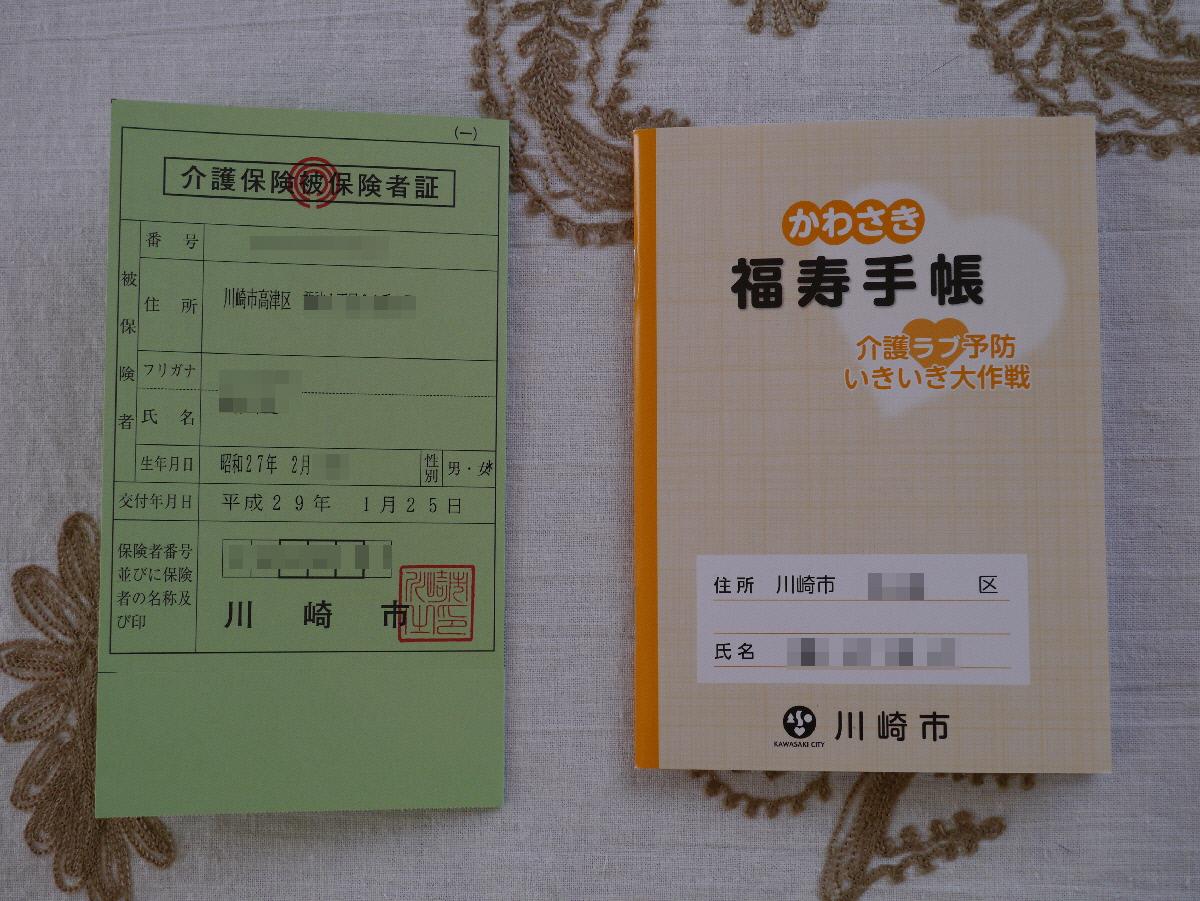 (一)
介護保険被保険者証
被保険者
番号
住所 川崎市高津区
フリガナ
氏名
生年月日 昭和27年 2月
性別 男・女
交付年月日 平成29年 1月25日
保険者番号
並びに保険
者の名称及
び印
川崎市
かわさき
福寿手帳
介護ラブ予防
いきいき大作戦
住所 川崎市 区
氏名
KAWASAKI CITY
川崎市